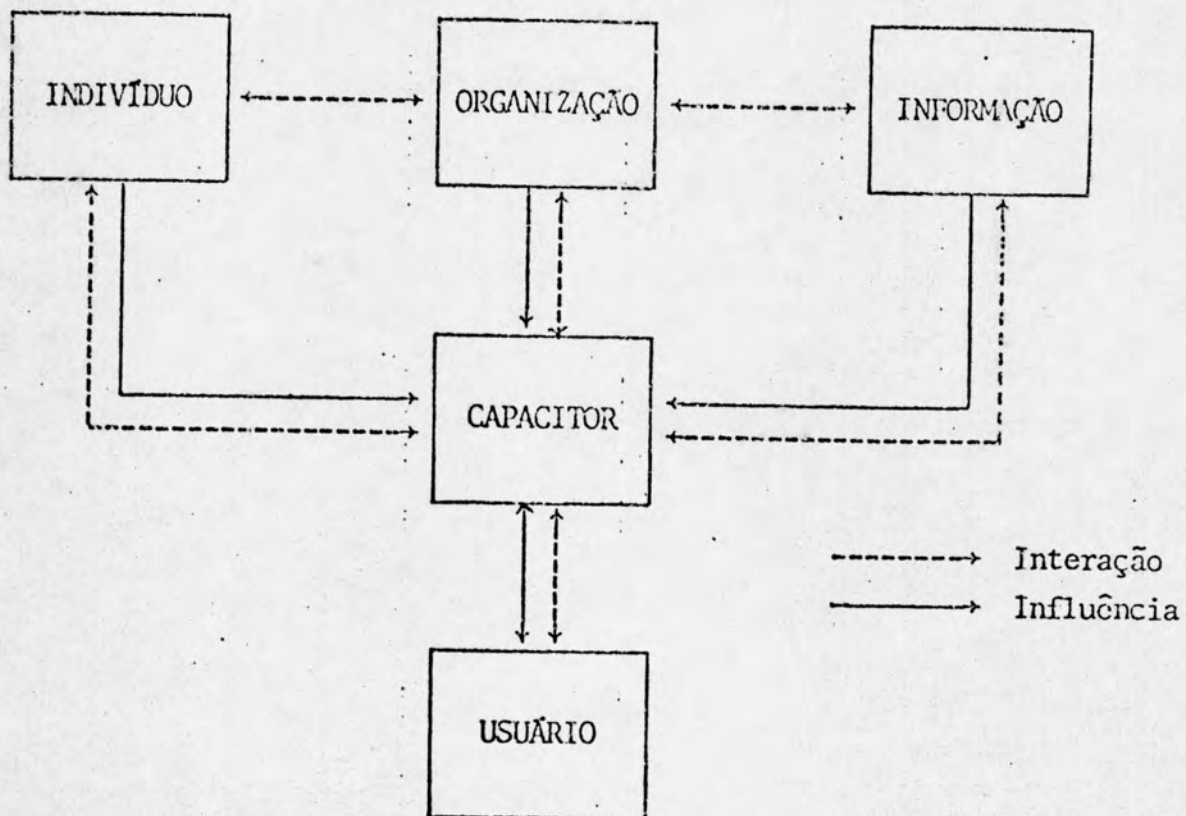 INDIVÍDUO
ORGANIZAÇÃO
INFORMAÇÃO
CAPACITOR
Interação
Influência
USUÁRIO